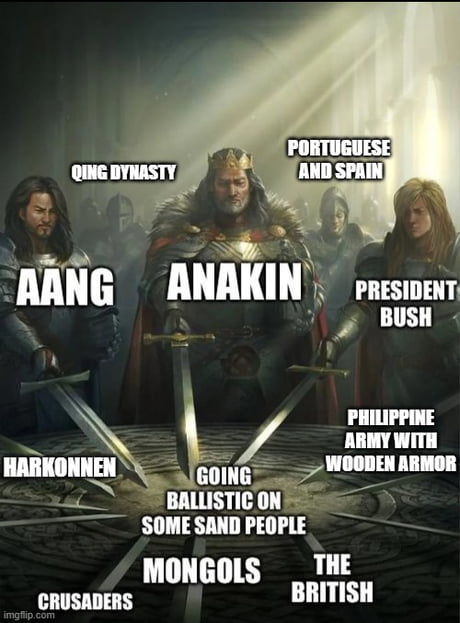 PORTUGUESE
AND SPAIN
QING DYNASTY
AANG
ANAKIN
PRESIDENT
BUSH
PHILIPPINE
ARMY WITH
WOODEN ARMOR
HARKONNEN
GOING
BALLISTIC ON
SOME SAND PEOPLE
MONGOLS
THE
BRITISH
CRUSADERS
imgflip.com